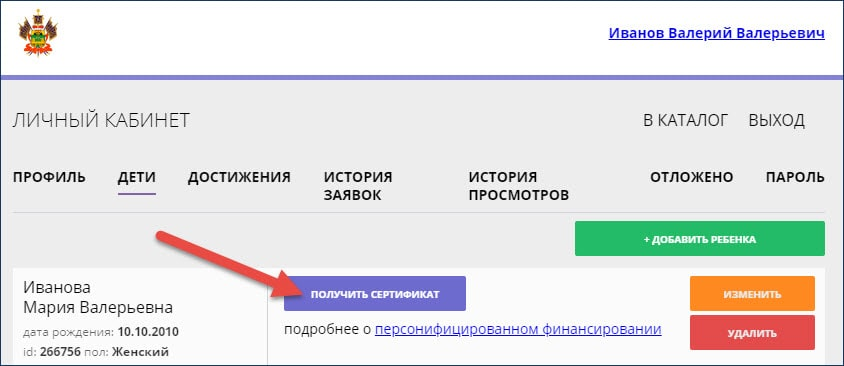 Иванов Валерий Валерьевич
ЛИЧНЫЙ КАБИНЕТ
В КАТАЛОГ ВЫХОД
ПРОФИЛЬ ДЕТИ ДОСТИЖЕНИЯ ИСТОРИЯ ЗАЯВОК ИСТОРИЯ ПРОСМОТРОВ ОТЛОЖЕНО ПАРОЛЬ
+ ДОБАВИТЬ РЕБЕНКА
Иванова
Мария Валерьевна
дата рождения: 10.10.2010
id: 266756 пол: Женский
ПОЛУЧИТЬ СЕРТИФИКАТ
подробнее о персонифицированном финансировании
ИЗМЕНИТЬ
УДАЛИТЬ